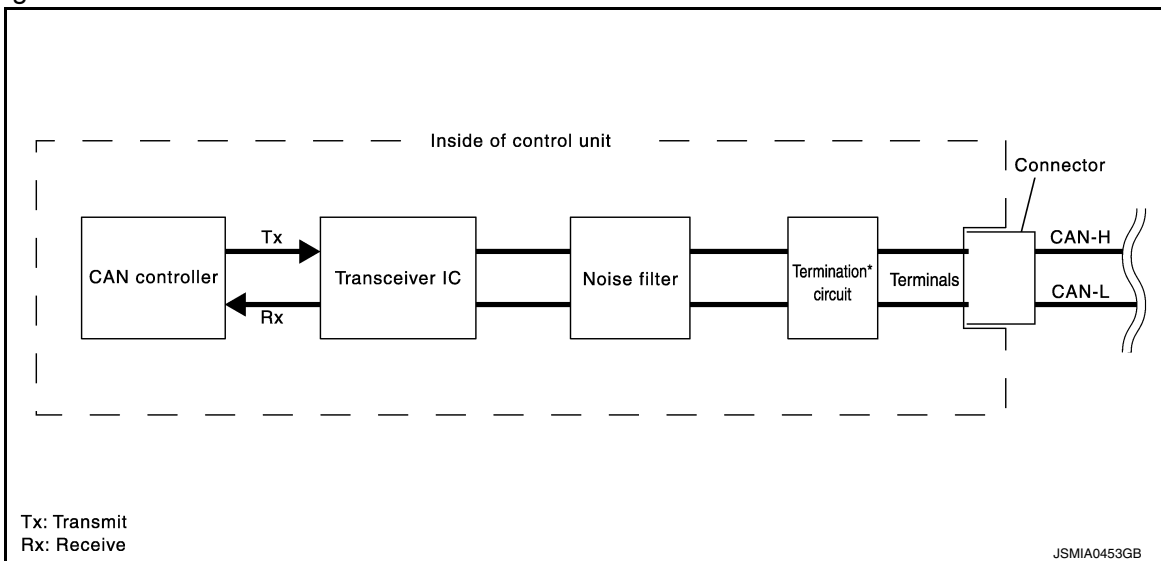 Inside of control unit
Connector
CAN controller
Tx
Rx
Transceiver IC
Noise filter
Termination*
circuit
Terminals
CAN-H
CAN-L
Tx: Transmit
Rx: Receive
JSMIA0453GB